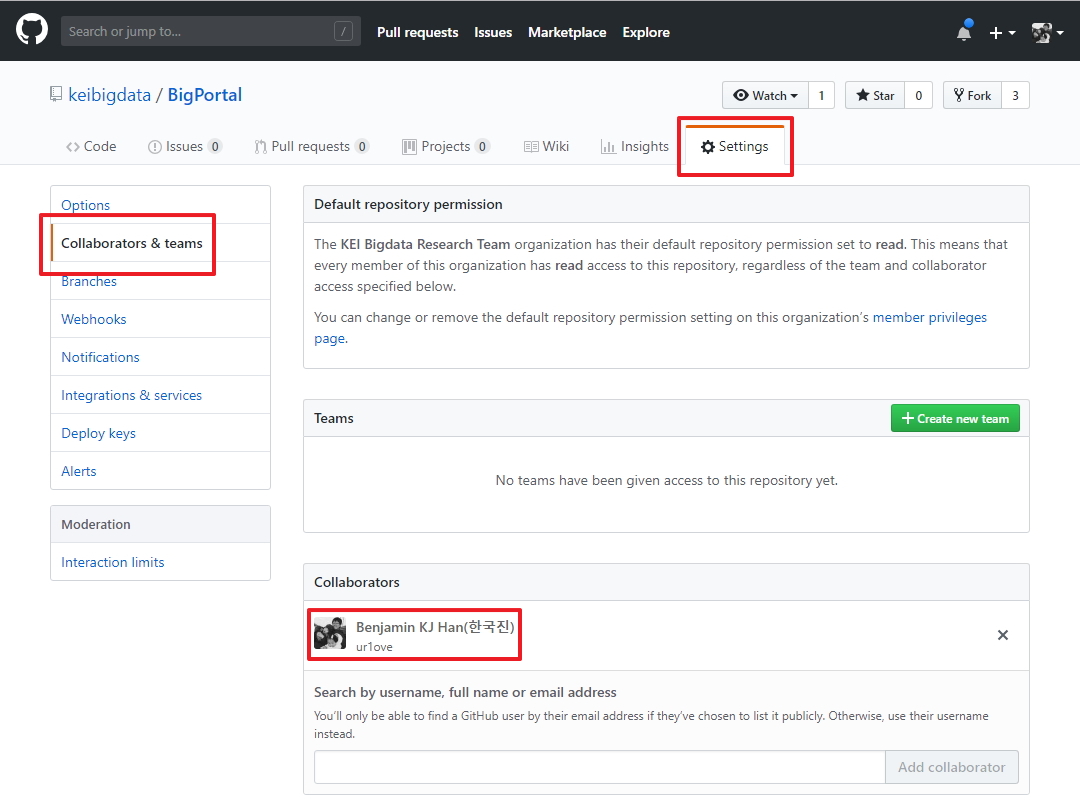 Search or jump to... /
Pull requests Issues Marketplace Explore
keibigdata / BigPortal
Watch 1 Star 0 Fork 3
Code Issues 0 Pull requests 0 Projects 0 Wiki Insights Settings
Options
Collaborators & teams
Branches
Webhooks
Notifications
Integrations & services
Deploy keys
Alerts
Moderation
Interaction limits
Default repository permission
The KEI Bigdata Research Team organization has their default repository permission set to read. This means that
every member of this organization has read access to this repository, regardless of the team and collaborator
access specified below.
You can change or remove the default repository permission setting on this organization’s member privileges
page.
Teams
Create new team
No teams have been given access to this repository yet.
Collaborators
Benjamin KJ Han(한국진)
ur1ove
Search by username, full name or email address
You’ll only be able to find a GitHub user by their email address if they’ve chosen to list it publicly. Otherwise, use their username
instead.
Add collaborator